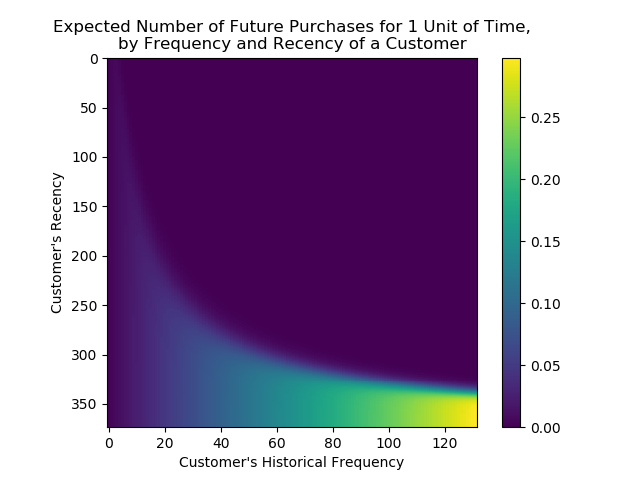 Expected Number of Future Purchases for 1 Unit of Time,
by Frequency and Recency of a Customer
0
50
100
150
200
250
300
350
Customer's Recency
0 20 40 60 80 100 120
Customer's Historical Frequency
0.25
0.20
0.15
0.10
0.05
0.00